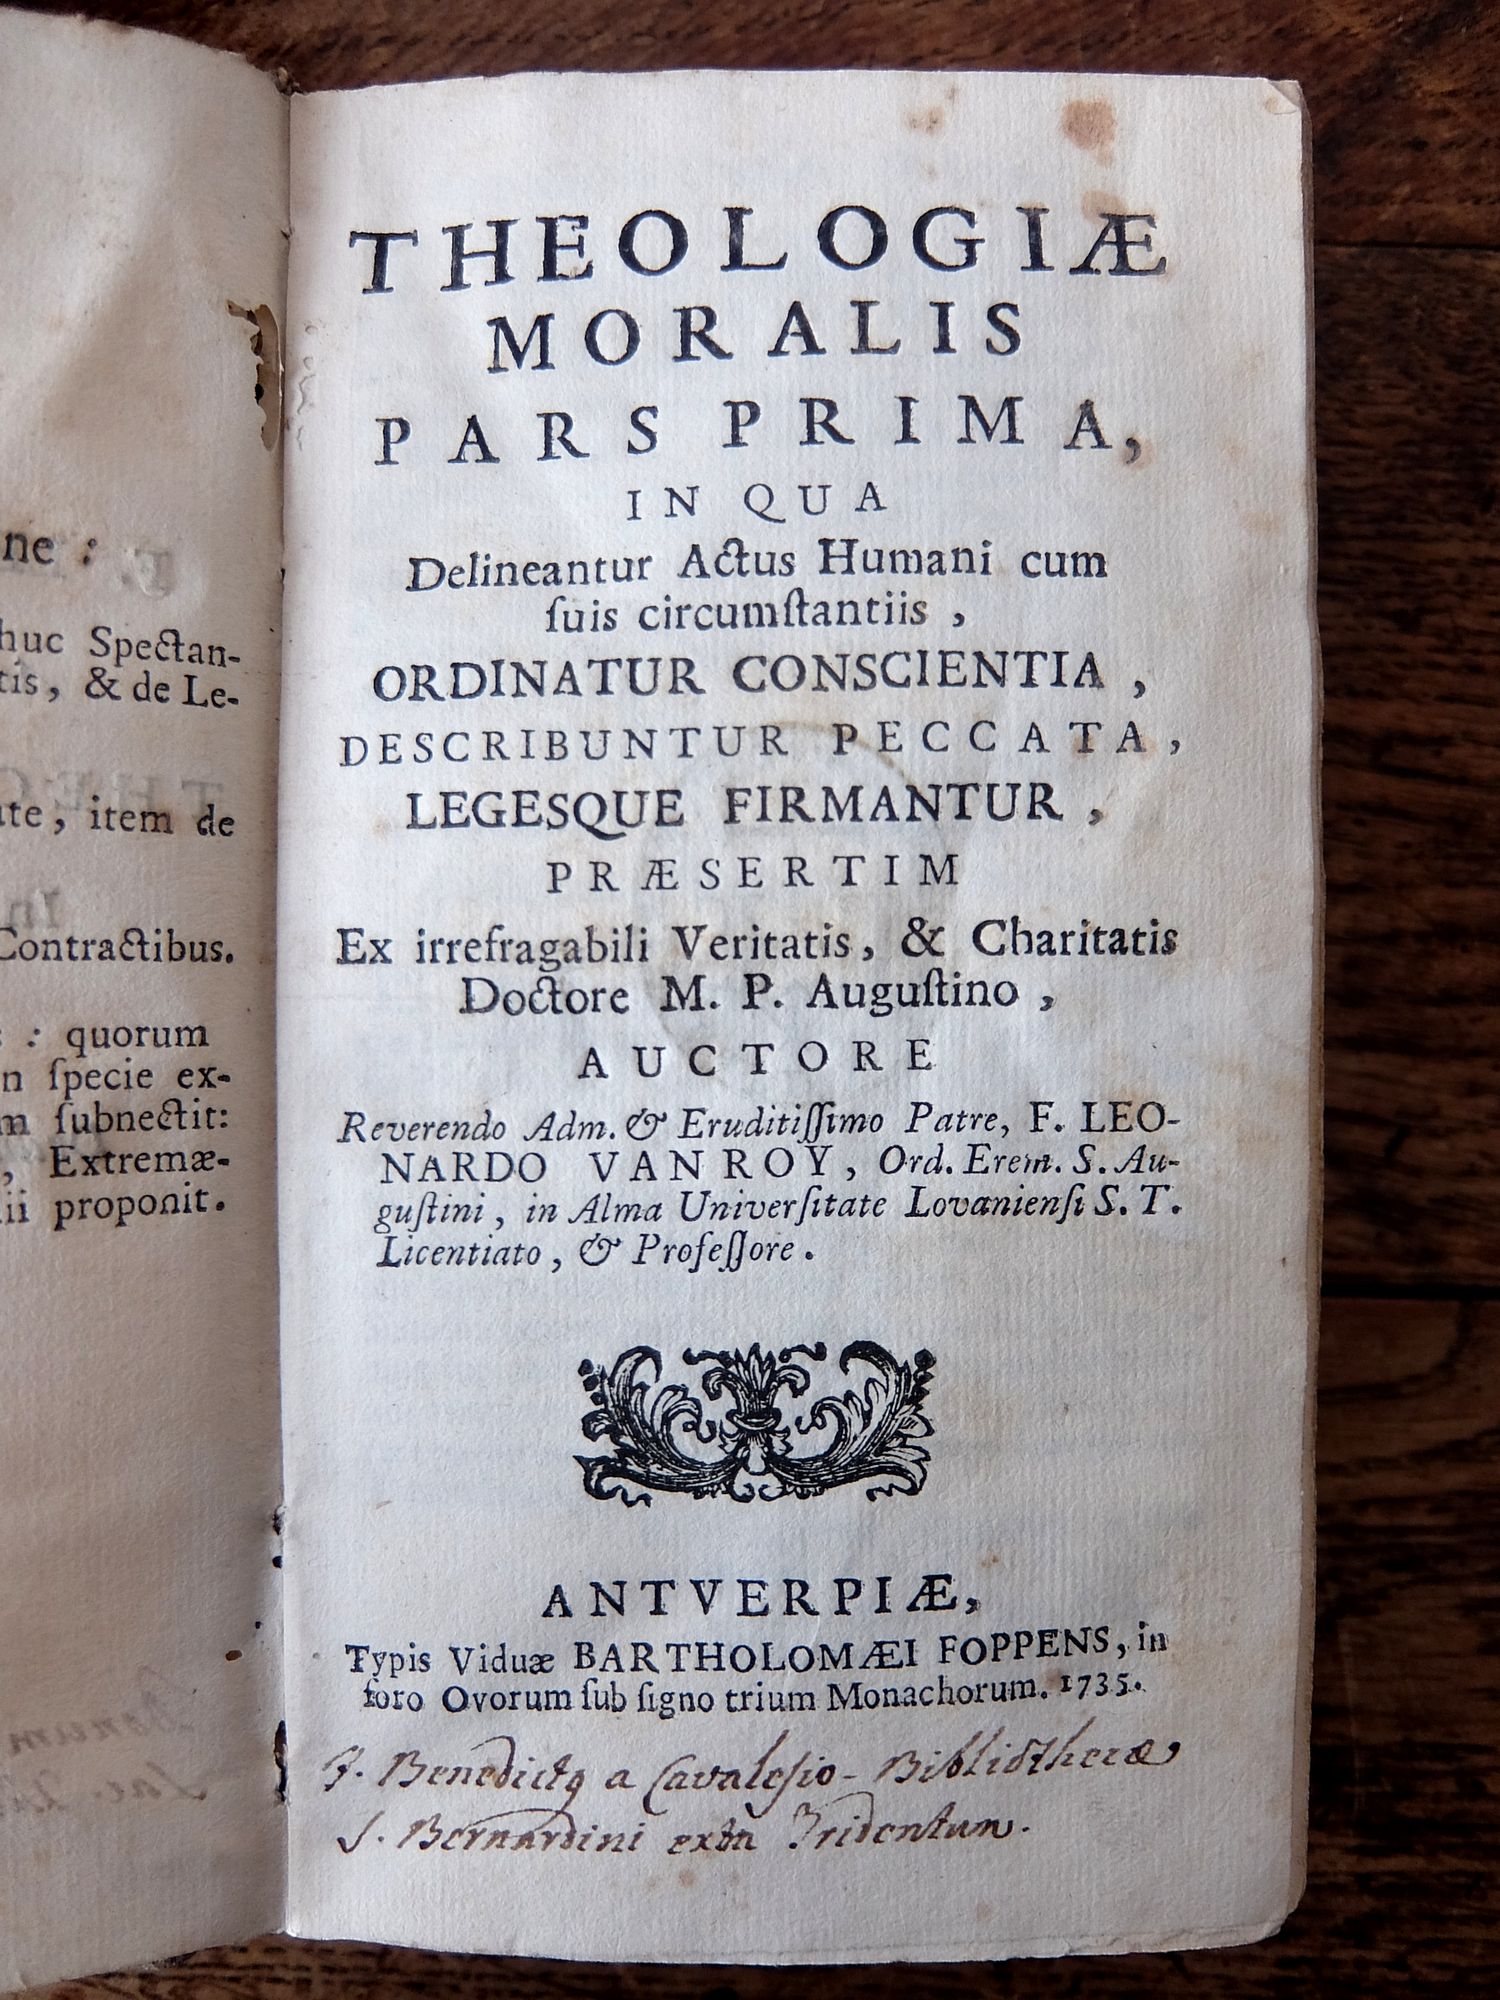 ne :
huc Spectan-
tis, & de Le-
ute, item de
Contractibus.
: quorum
n ſpecie ex-
m ſubnectit:
, Extremæ-
ii proponit.
THEOLOGIÆ
MORALIS
PARS PRIMA,
IN QUA
Delineantur Actus Humani cum
ſuis circumſtantiis ,
ORDINATUR CONSCIENTIA ,
DESCRIBUNTUR PECCATA ,
LEGESQUE FIRMANTUR ,
PRÆSERTIM
Ex irrefragabili Veritatis, & Charitatis
Doctore M. P. Auguſtino ,
AUCTORE
Reverendo Adm. & Eruditiſſimo Patre, F. LEO-
NARDO VAN ROY, Ord. Erem. S. Au-
guſtini, in Alma Univerſitate Lovanienſi S. T.
Licentiato, & Profeſſore.
ANTVERPIÆ,
Typis Viduæ BARTHOLOMÆI FOPPENS, in
foro Ovorum ſub ſigno trium Monachorum. 1735.
F. Benedictꝰ a Cavaleſio - Bibliothecæ
S. Bernardini extra Tridentum.